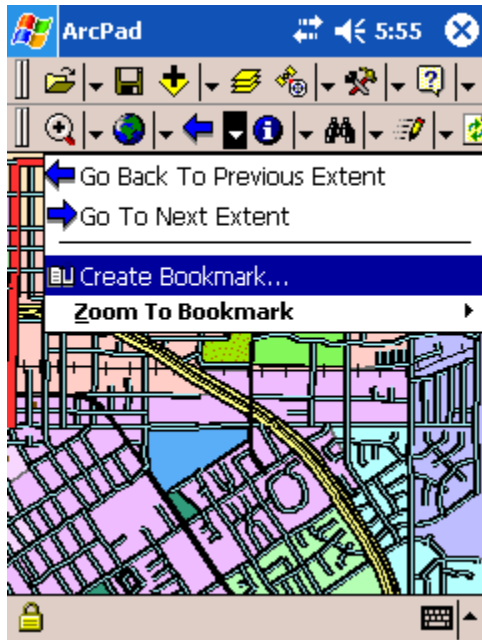 ArcPad 5:55
Go Back To Previous Extent
Go To Next Extent
Create Bookmark...
Zoom To Bookmark